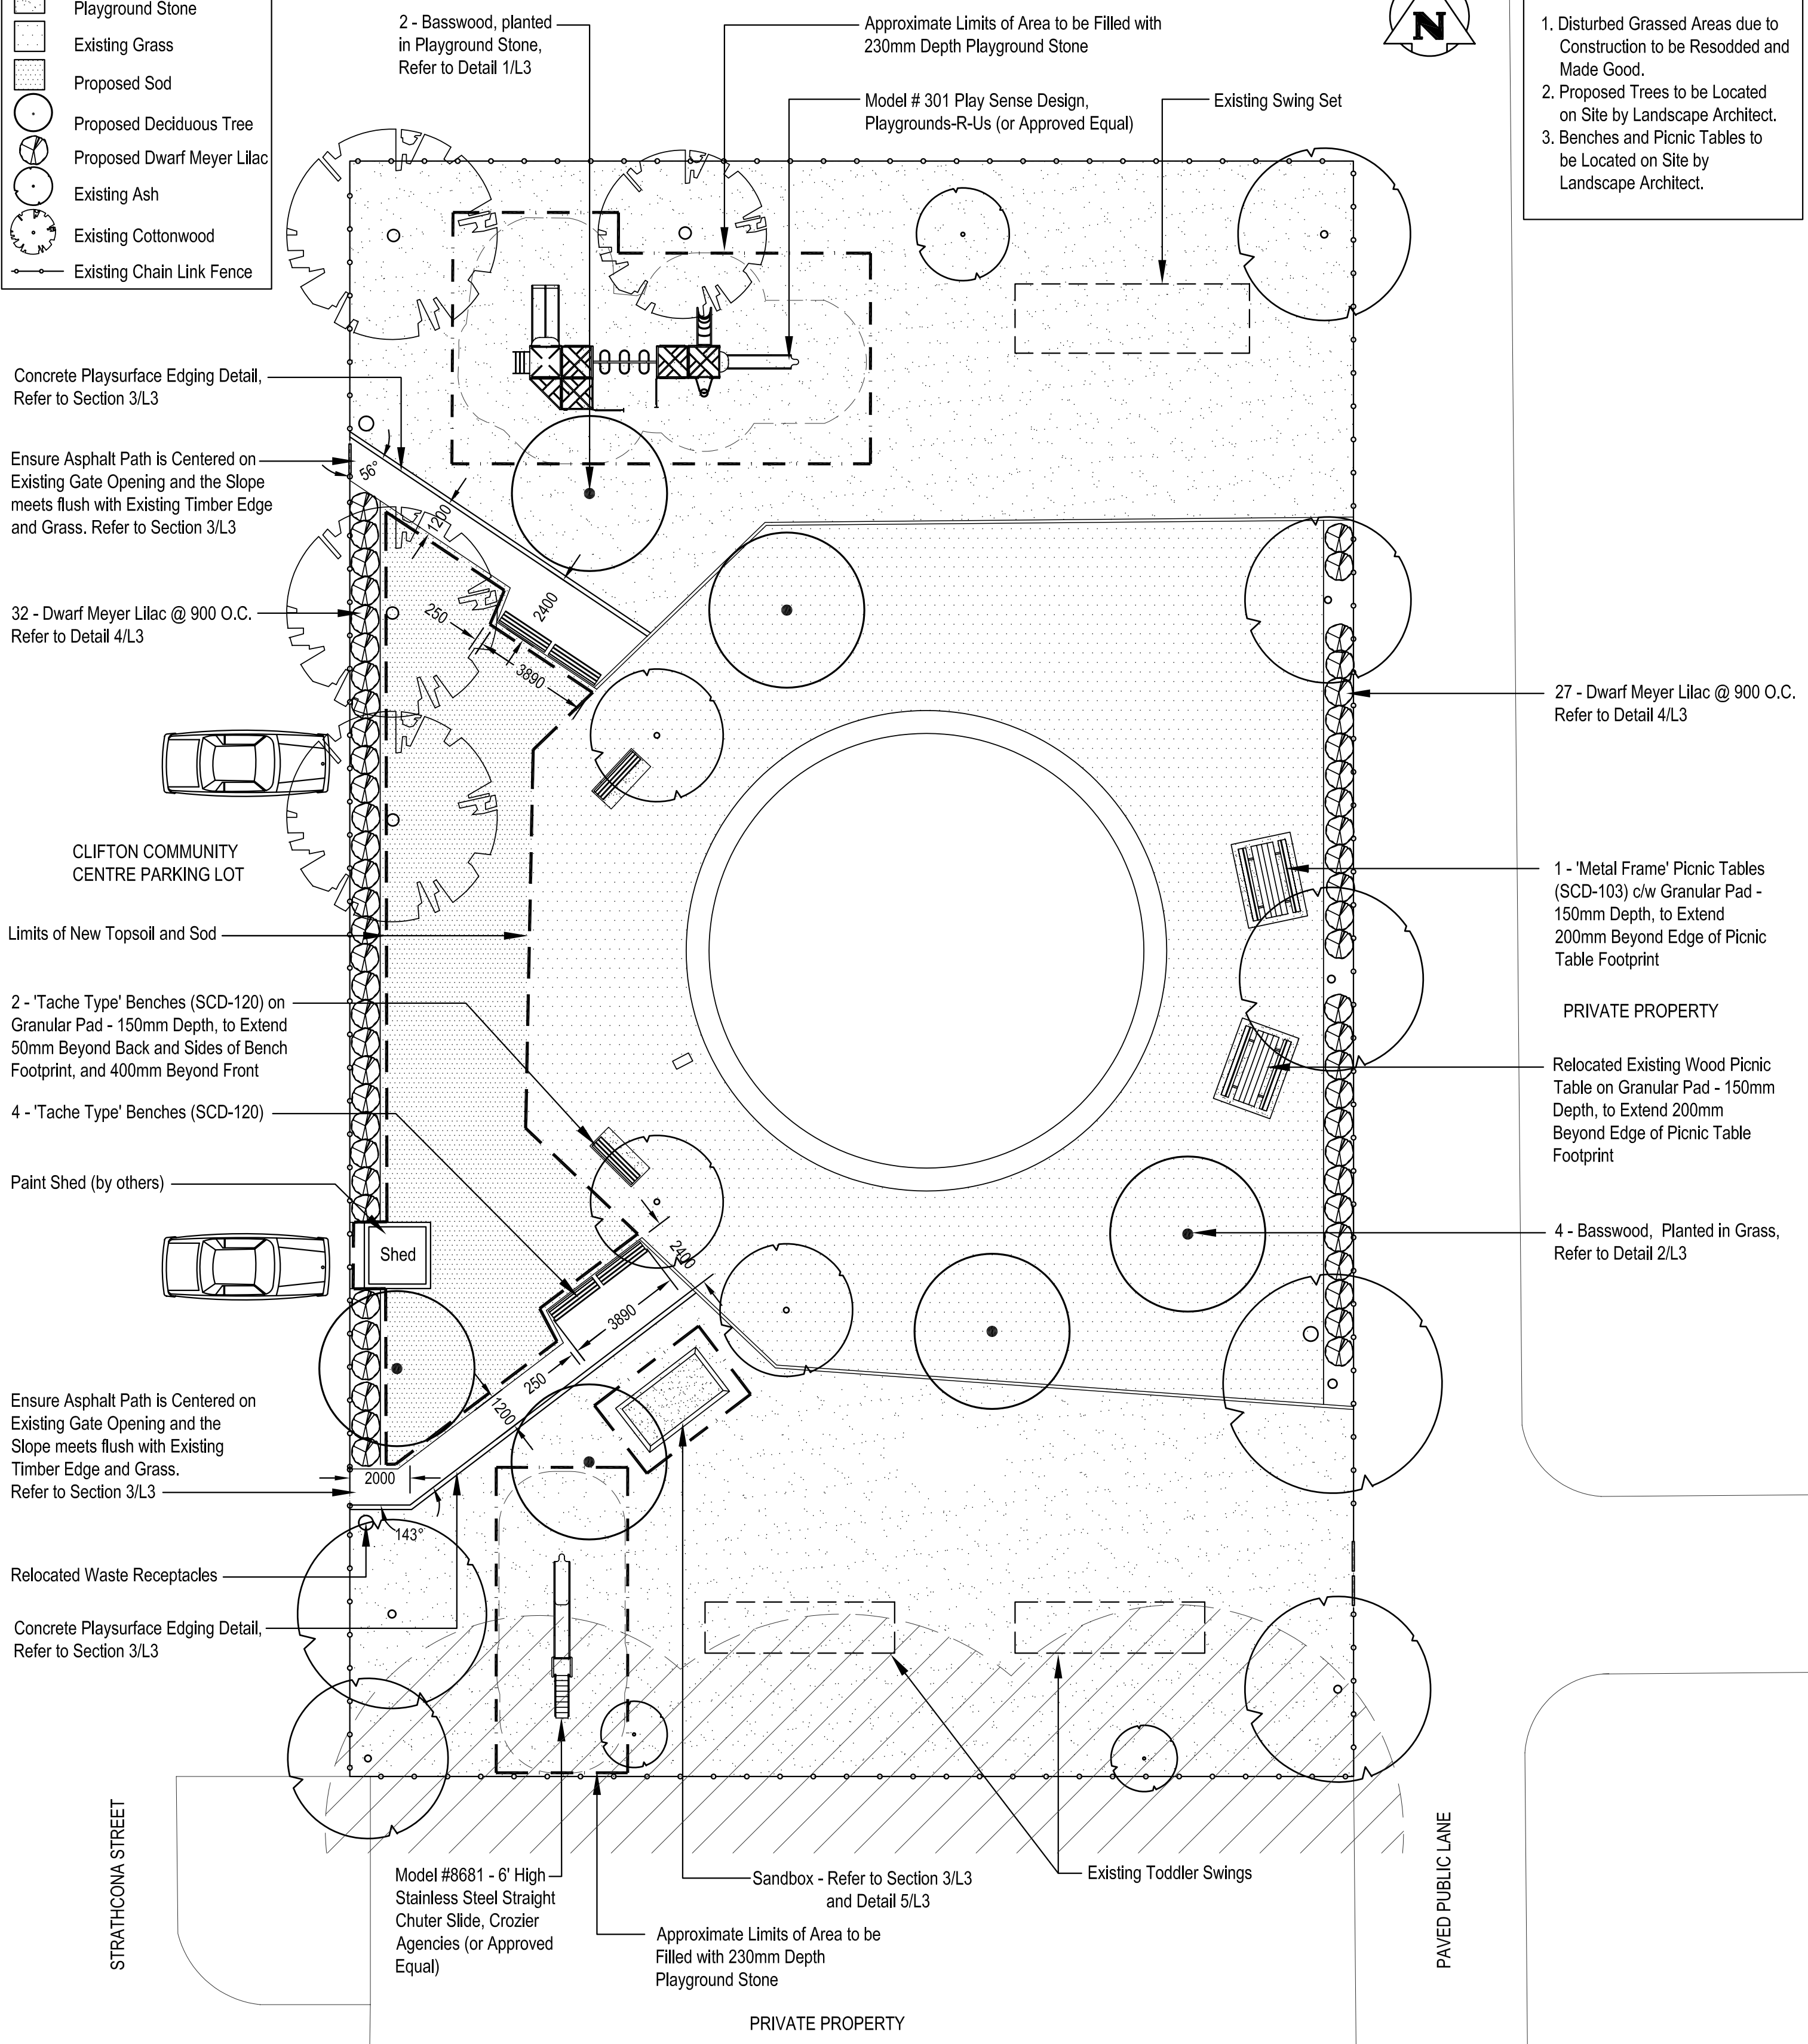 Playground Stone
Existing Grass
Proposed Sod
Proposed Deciduous Tree
Proposed Dwarf Meyer Lilac
Existing Ash
Existing Cottonwood
Existing Chain Link Fence
2 - Basswood, planted
in Playground Stone,
Refer to Detail 1/L3
Approximate Limits of Area to be Filled with
230mm Depth Playground Stone
Model # 301 Play Sense Design,
Playgrounds-R-Us (or Approved Equal)
Existing Swing Set
N
1. Disturbed Grassed Areas due to
Construction to be Resodded and
Made Good.
2. Proposed Trees to be Located
on Site by Landscape Architect.
3. Benches and Picnic Tables to
be Located on Site by
Landscape Architect.
Concrete Playsurface Edging Detail,
Refer to Section 3/L3
Ensure Asphalt Path is Centered on
Existing Gate Opening and the Slope
meets flush with Existing Timber Edge
and Grass. Refer to Section 3/L3
56°
1200
2400
250
3890
32 - Dwarf Meyer Lilac @ 900 O.C.
Refer to Detail 4/L3
27 - Dwarf Meyer Lilac @ 900 O.C.
Refer to Detail 4/L3
CLIFTON COMMUNITY
CENTRE PARKING LOT
1 - 'Metal Frame' Picnic Tables
(SCD-103) c/w Granular Pad -
150mm Depth, to Extend
200mm Beyond Edge of Picnic
Table Footprint
Limits of New Topsoil and Sod
PRIVATE PROPERTY
2 - 'Tache Type' Benches (SCD-120) on
Granular Pad - 150mm Depth, to Extend
50mm Beyond Back and Sides of Bench
Footprint, and 400mm Beyond Front
Relocated Existing Wood Picnic
Table on Granular Pad - 150mm
Depth, to Extend 200mm
Beyond Edge of Picnic Table
Footprint
4 - 'Tache Type' Benches (SCD-120)
Paint Shed (by others)
Shed
4 - Basswood, Planted in Grass,
Refer to Detail 2/L3
2400
3890
250
1200
Ensure Asphalt Path is Centered on
Existing Gate Opening and the
Slope meets flush with Existing
Timber Edge and Grass.
Refer to Section 3/L3
2000
143°
Relocated Waste Receptacles
Concrete Playsurface Edging Detail,
Refer to Section 3/L3
STRATHCONA STREET
Model #8681 - 6' High
Stainless Steel Straight
Chuter Slide, Crozier
Agencies (or Approved
Equal)
Sandbox - Refer to Section 3/L3
and Detail 5/L3
Existing Toddler Swings
Approximate Limits of Area to be
Filled with 230mm Depth
Playground Stone
PAVED PUBLIC LANE
PRIVATE PROPERTY